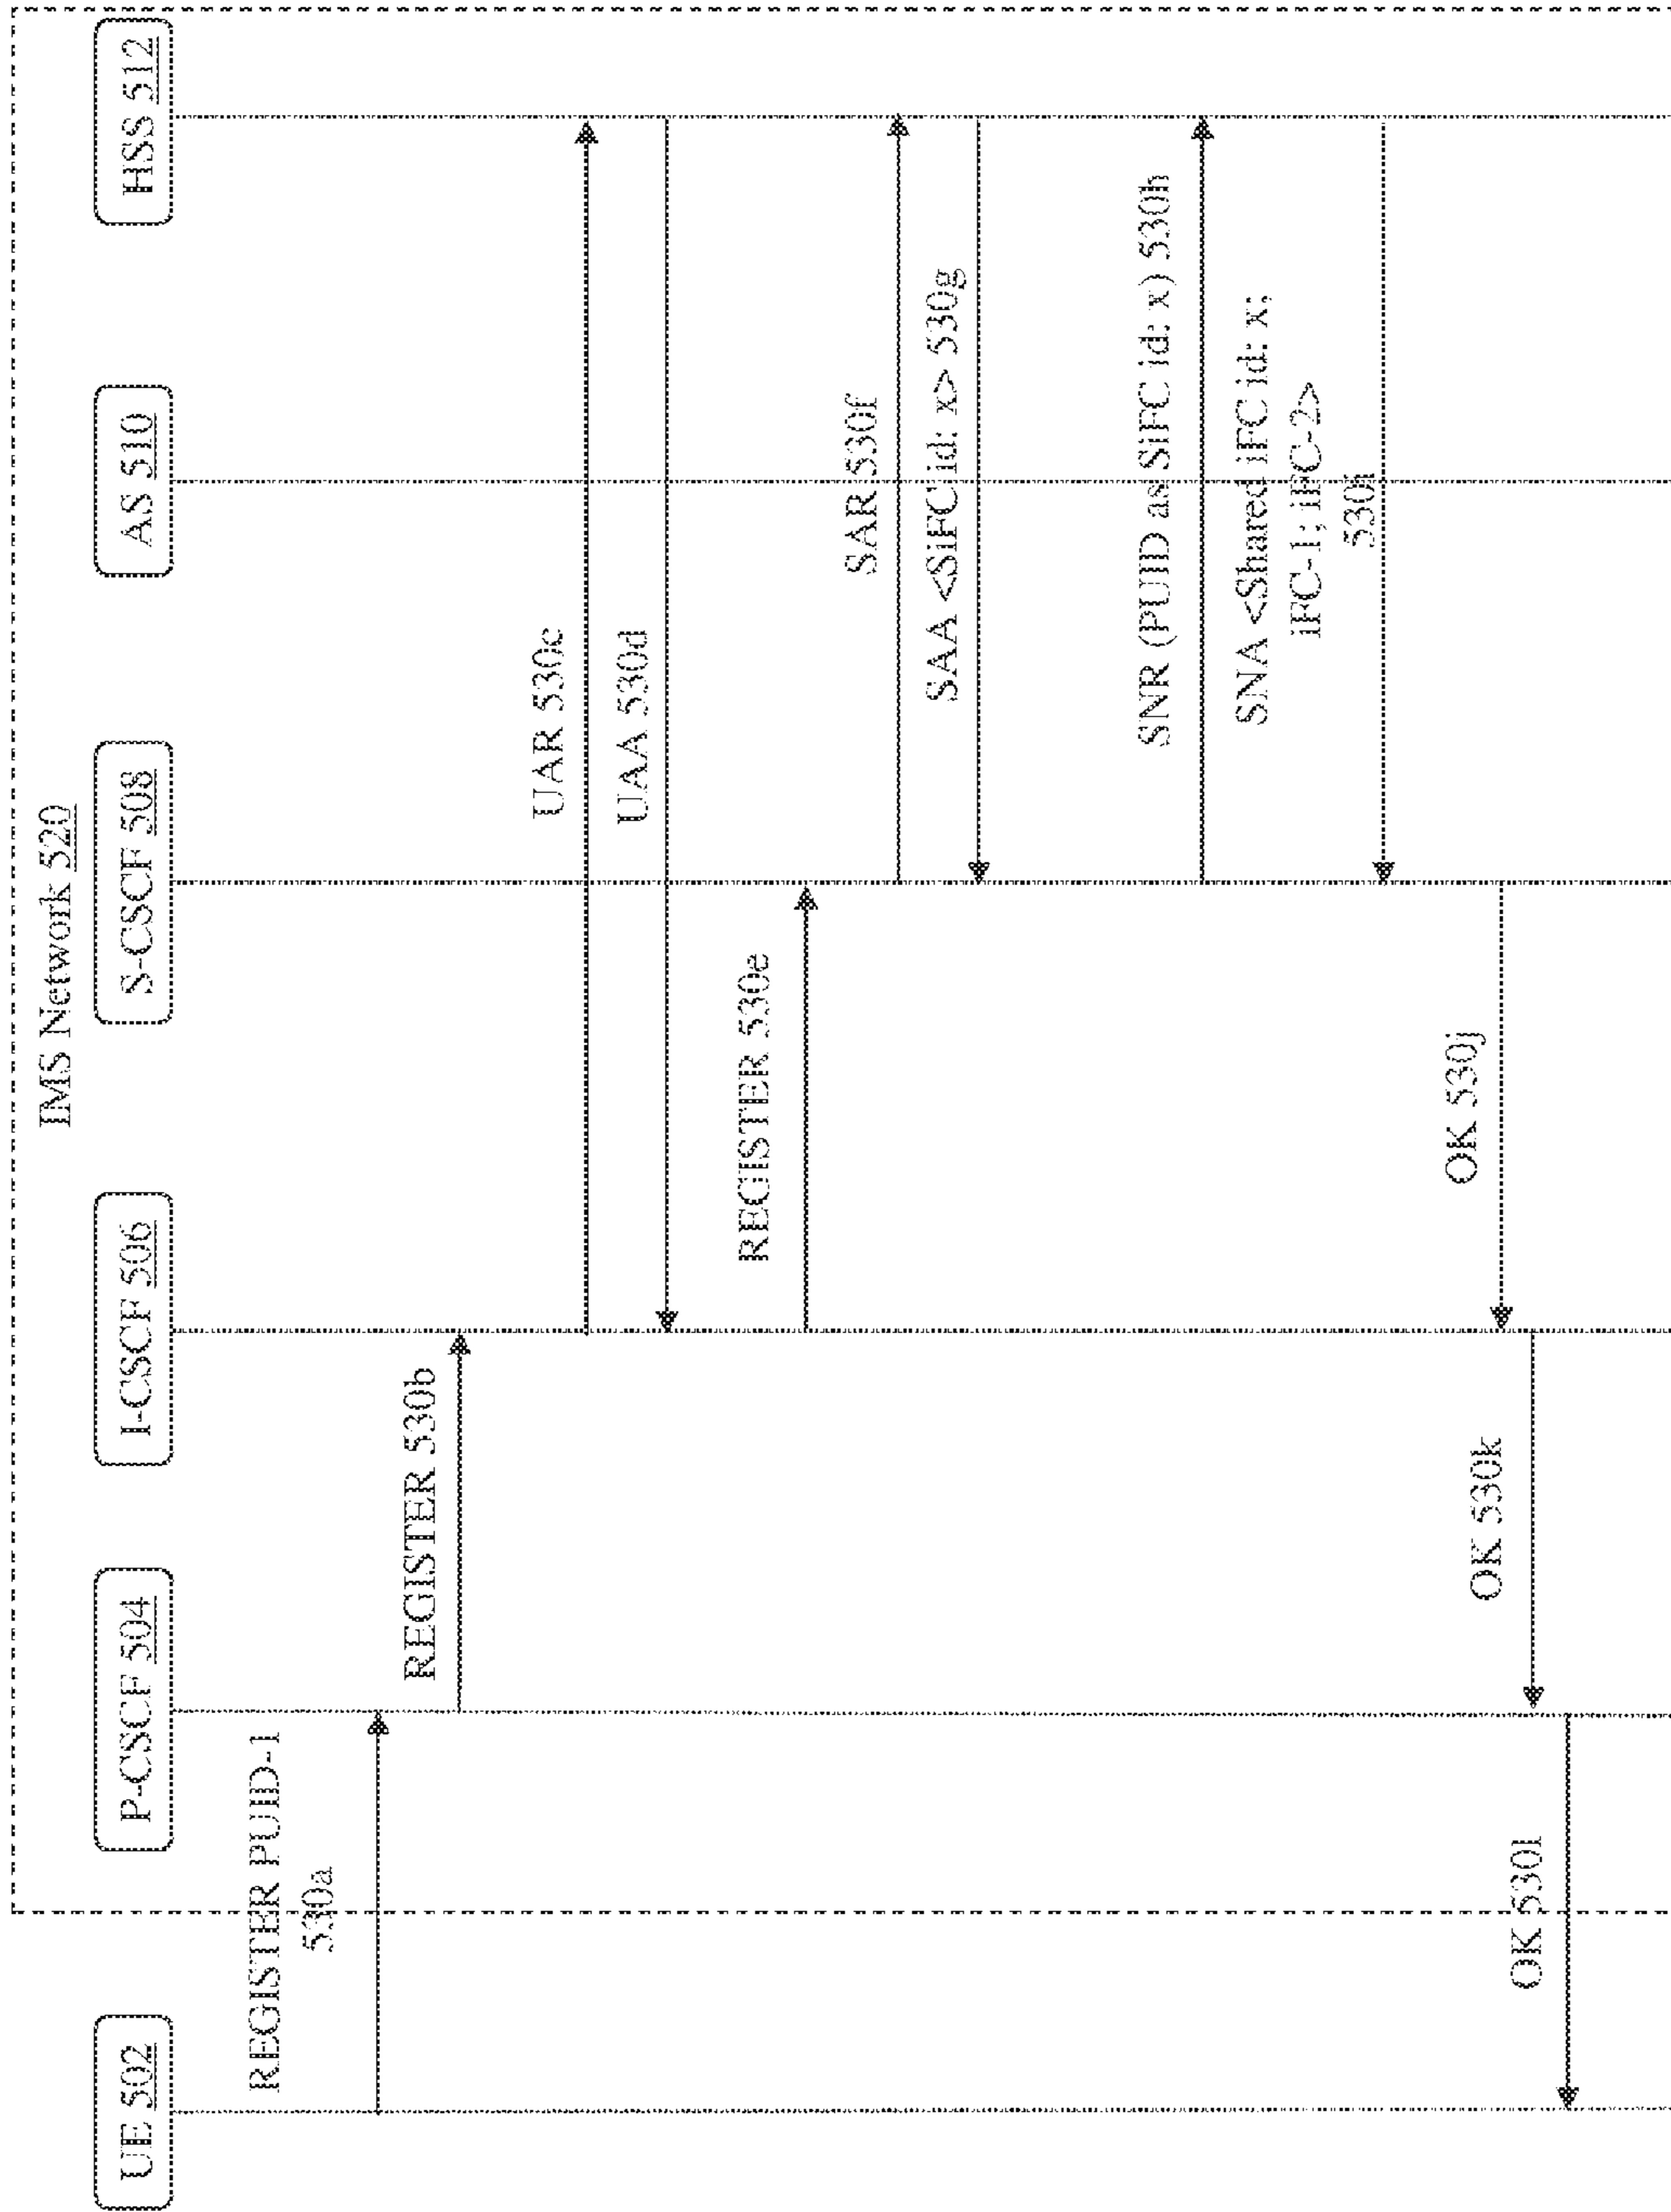 IMS Network 520
UE 502
P-CSCF 504
I-CSCF 506
S-CSCF 508
AS 510
HSS 512
REGISTER PUID-1
530a
REGISTER 530b
UAR 530c
UAA 530d
REGISTER 530e
SAR 530f
SAA <SiFC id: x> 530g
SNR (PUID as SiFC id: x) 530h
SNA <Shared iFC id: x;
iFC-1; iFC-2>
530i
OK 530j
OK 530k
OK 530l